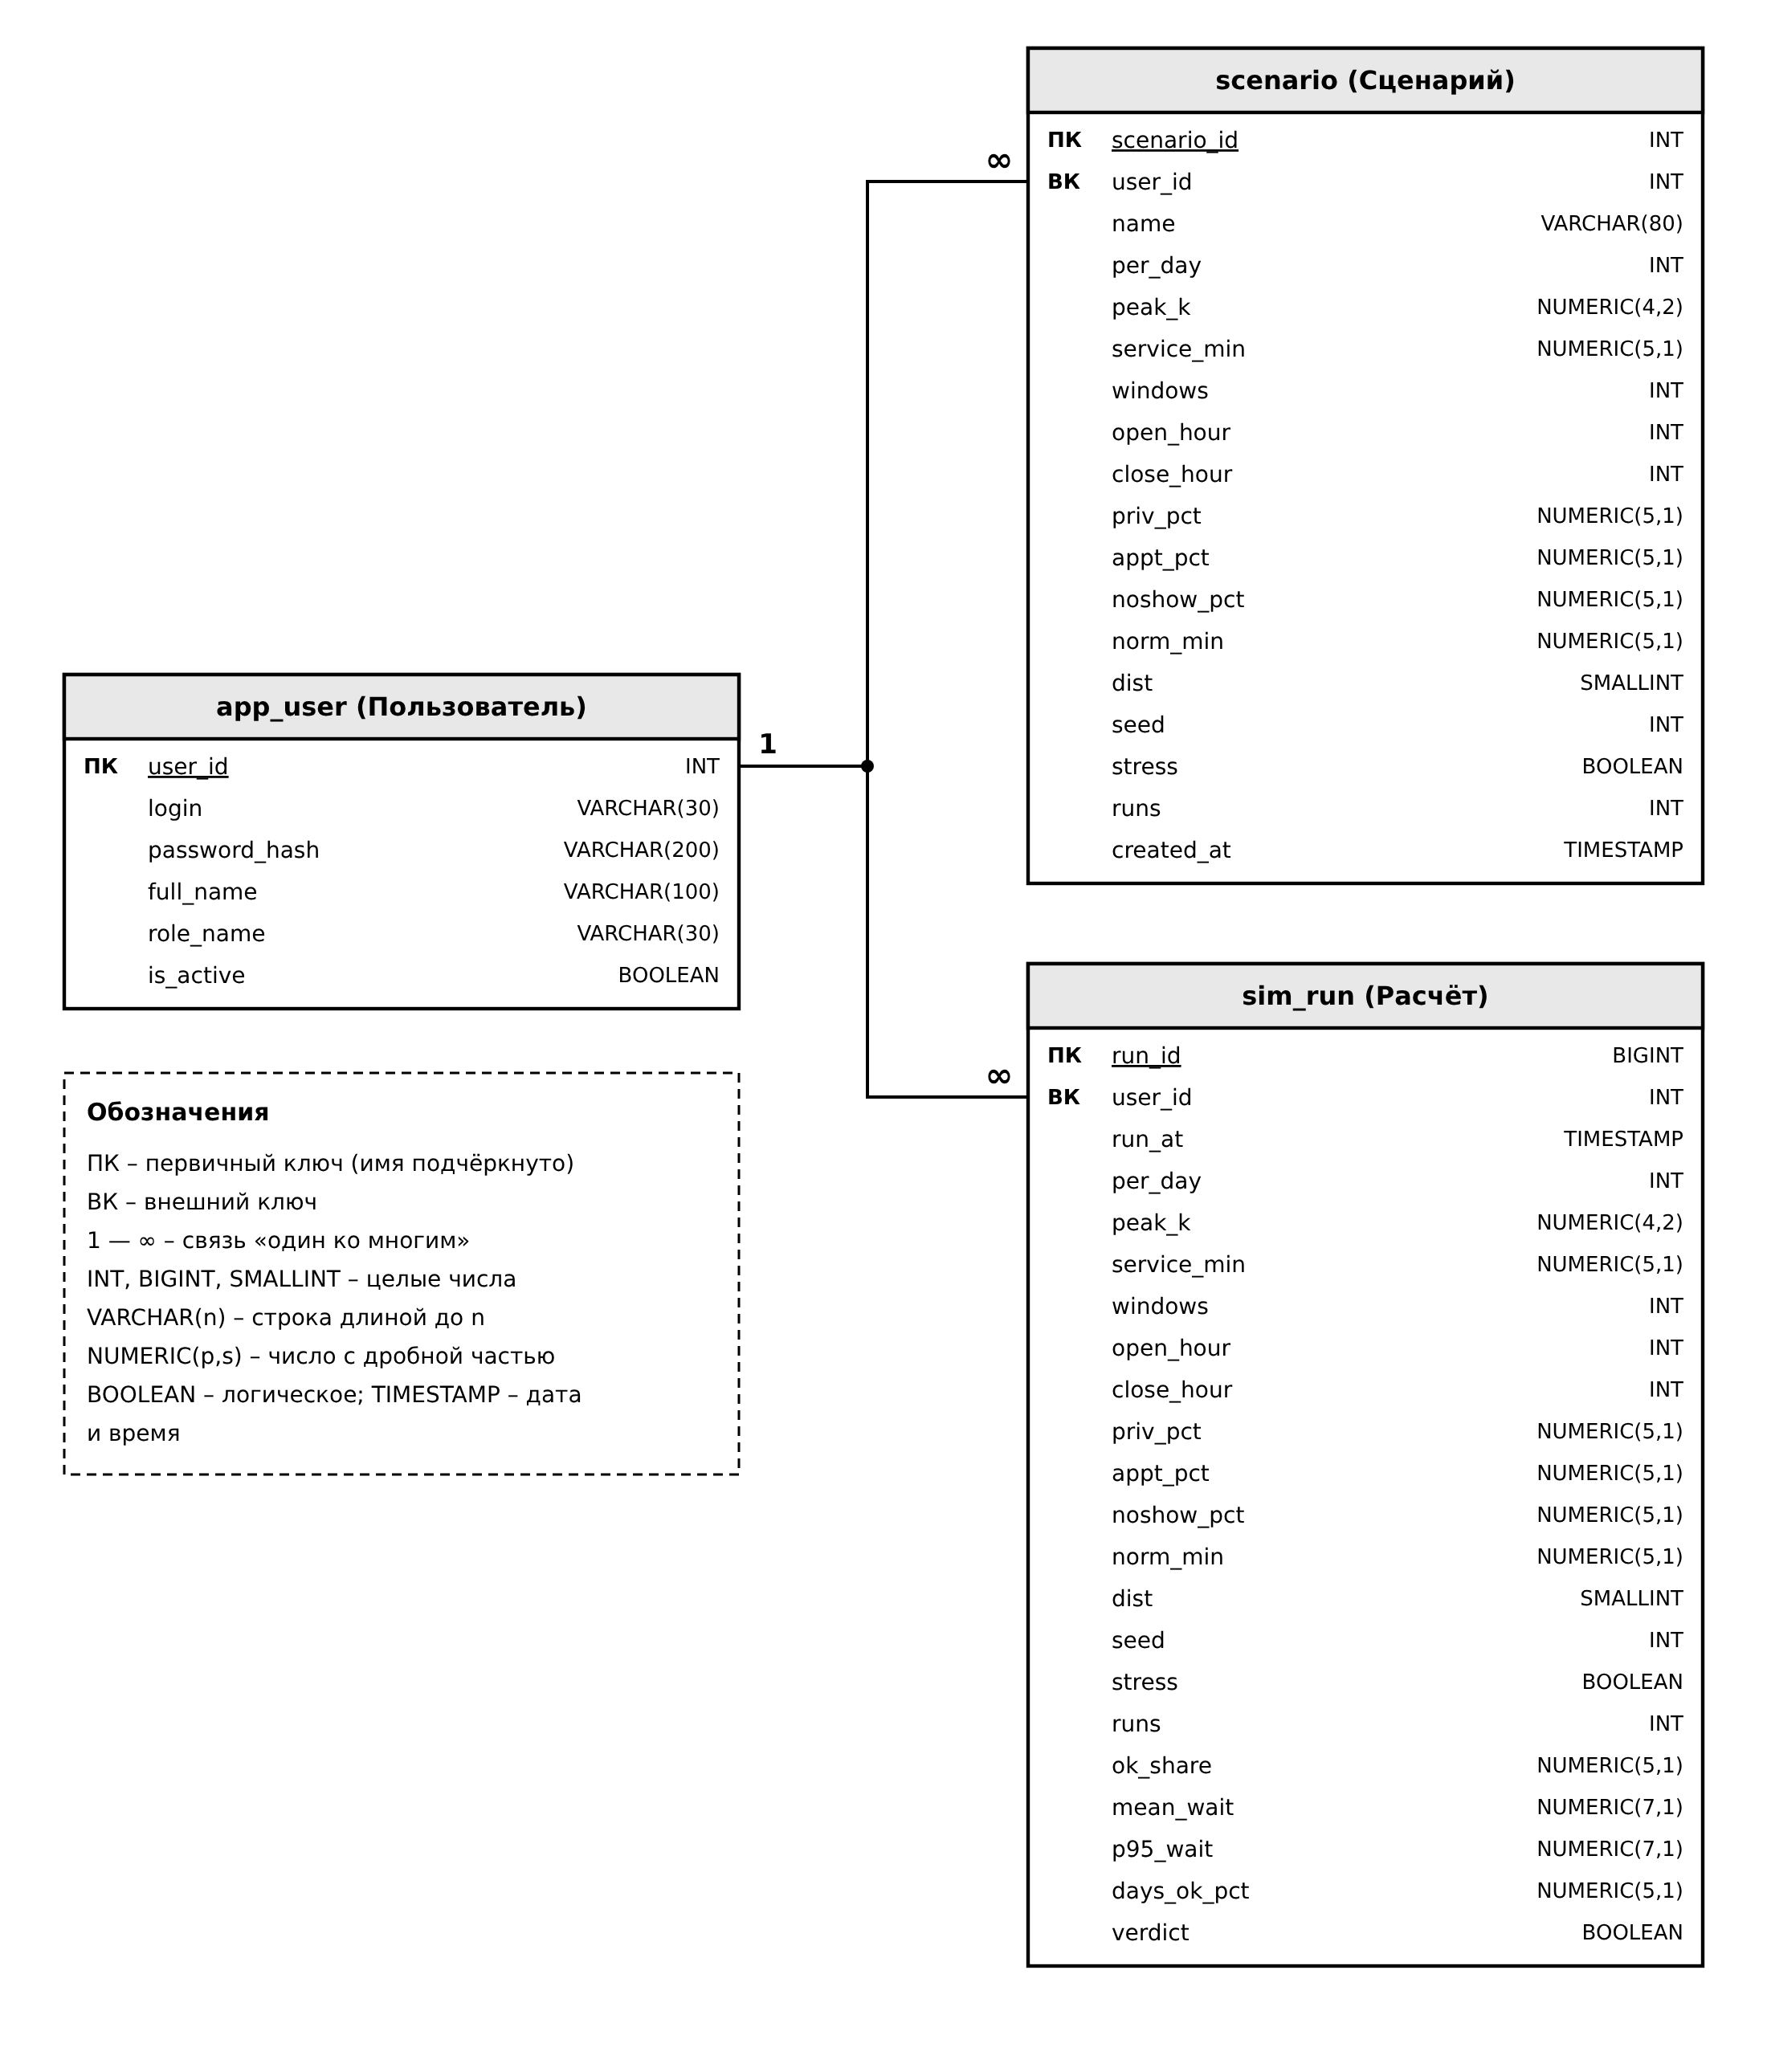 scenario (Сценарий)
ПК scenario_id INT
ВК user_id INT
name VARCHAR(80)
per_day INT
peak_k NUMERIC(4,2)
service_min NUMERIC(5,1)
windows INT
open_hour INT
close_hour INT
priv_pct NUMERIC(5,1)
appt_pct NUMERIC(5,1)
noshow_pct NUMERIC(5,1)
norm_min NUMERIC(5,1)
dist SMALLINT
seed INT
stress BOOLEAN
runs INT
created_at TIMESTAMP
∞
app_user (Пользователь)
ПК user_id INT
login VARCHAR(30)
password_hash VARCHAR(200)
full_name VARCHAR(100)
role_name VARCHAR(30)
is_active BOOLEAN
1
∞
sim_run (Расчёт)
ПК run_id BIGINT
ВК user_id INT
run_at TIMESTAMP
per_day INT
peak_k NUMERIC(4,2)
service_min NUMERIC(5,1)
windows INT
open_hour INT
close_hour INT
priv_pct NUMERIC(5,1)
appt_pct NUMERIC(5,1)
noshow_pct NUMERIC(5,1)
norm_min NUMERIC(5,1)
dist SMALLINT
seed INT
stress BOOLEAN
runs INT
ok_share NUMERIC(5,1)
mean_wait NUMERIC(7,1)
p95_wait NUMERIC(7,1)
days_ok_pct NUMERIC(5,1)
verdict BOOLEAN
Обозначения
ПК – первичный ключ (имя подчёркнуто)
ВК – внешний ключ
1 — ∞ – связь «один ко многим»
INT, BIGINT, SMALLINT – целые числа
VARCHAR(n) – строка длиной до n
NUMERIC(p,s) – число с дробной частью
BOOLEAN – логическое; TIMESTAMP – дата
и время